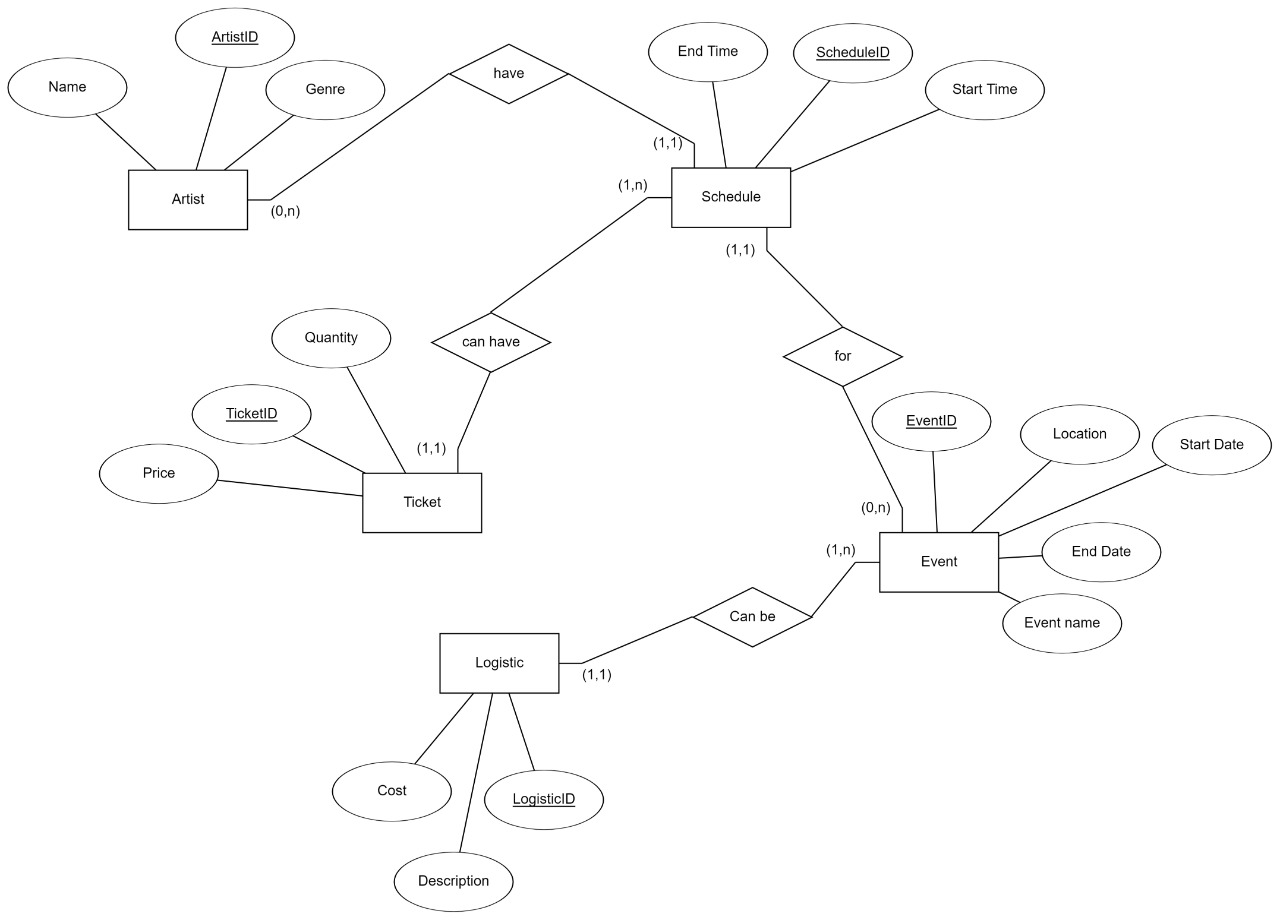 ArtistID
Name
Genre
have
End Time
ScheduleID
Start Time
(1,1)
Artist
(0,n)
(1,n)
Schedule
(1,1)
Quantity
can have
for
TicketID
EventID
Location
Start Date
Price
(1,1)
Ticket
(0,n)
(1,n)
Event
End Date
Event name
Can be
Logistic
(1,1)
Cost
LogisticID
Description